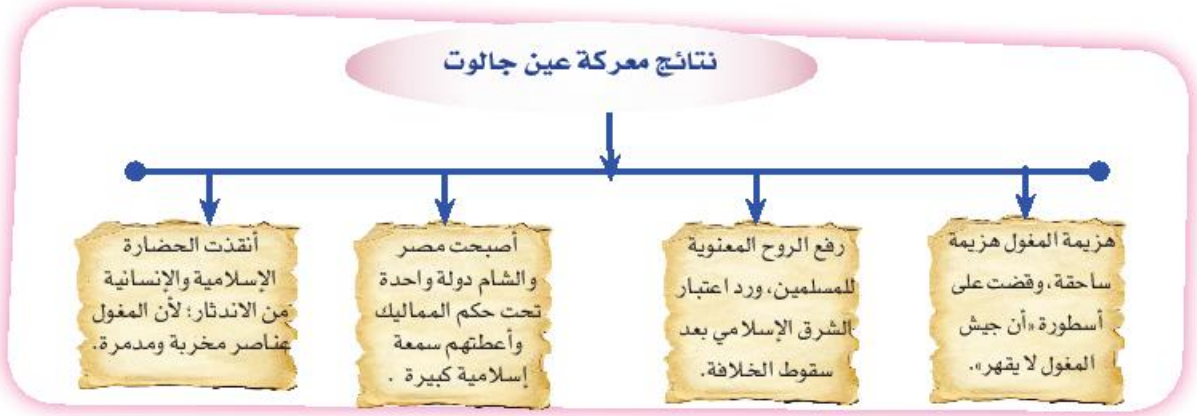 نتائج معركة عين جالوت
هزيمة المغول هزيمة
ساحقة، وقضت على
أسطورة «أن جيش
المغول لا يقهر».
رفع الروح المعنوية
للمسلمين، ورد اعتبار
الشرق الإسلامي بعد
سقوط الخلافة.
أصبحت مصر
والشام دولة واحدة
تحت حكم المماليك
وأعطتهم سمعة
إسلامية كبيرة .
أنقذت الحضارة
الإسلامية والإنسانية
من الاندثار؛ لأن المغول
عناصر مخربة ومدمرة.